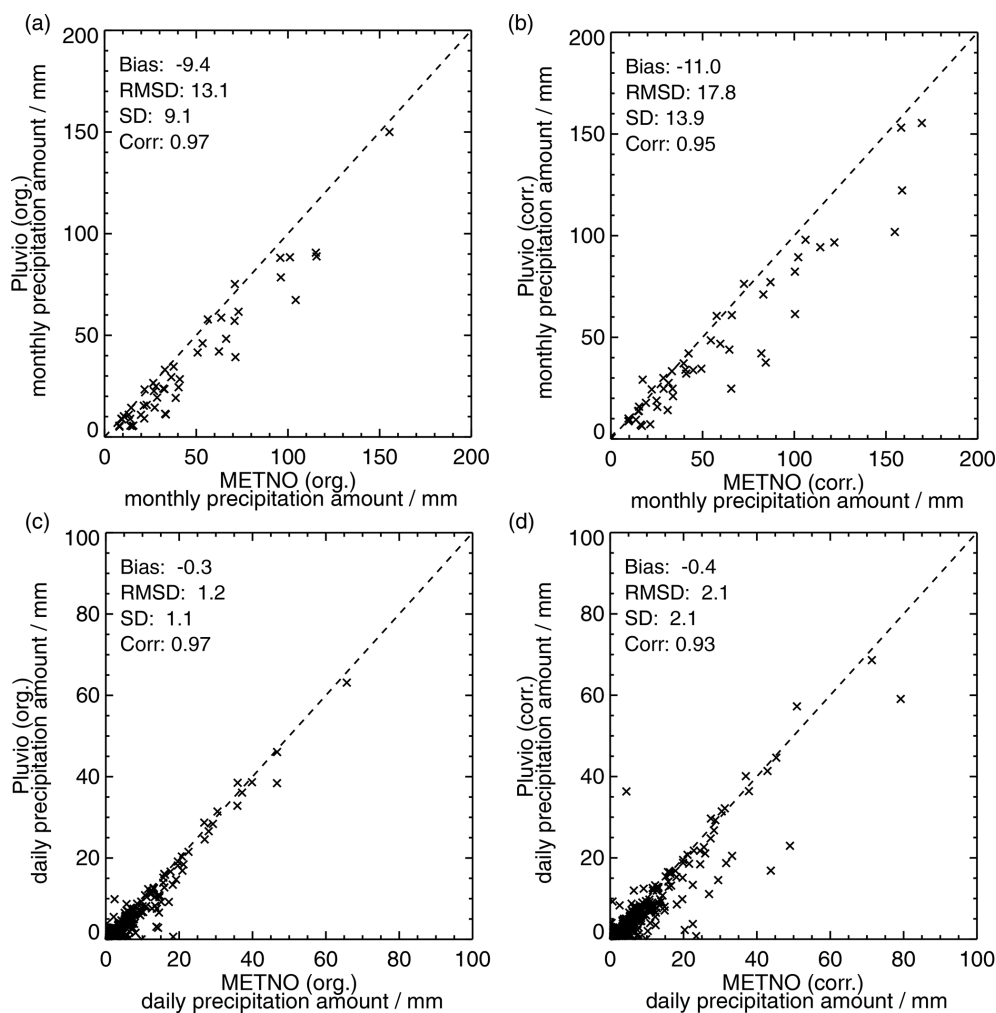 (a)
200
150
100
50
0
Pluvio (org.)
monthly precipitation amount / mm
Bias: -9.4
RMSD: 13.1
SD: 9.1
Corr: 0.97
0 50 100 150 200
METNO (org.)
monthly precipitation amount / mm
(b)
200
150
100
50
0
Pluvio (corr.)
monthly precipitation amount / mm
Bias: -11.0
RMSD: 17.8
SD: 13.9
Corr: 0.95
0 50 100 150 200
METNO (corr.)
monthly precipitation amount / mm
(c)
100
80
60
40
20
0
Pluvio (org.)
daily precipitation amount / mm
Bias: -0.3
RMSD: 1.2
SD: 1.1
Corr: 0.97
0 20 40 60 80 100
METNO (org.)
daily precipitation amount / mm
(d)
100
80
60
40
20
0
Pluvio (corr.)
daily precipitation amount / mm
Bias: -0.4
RMSD: 2.1
SD: 2.1
Corr: 0.93
0 20 40 60 80 100
METNO (corr.)
daily precipitation amount / mm